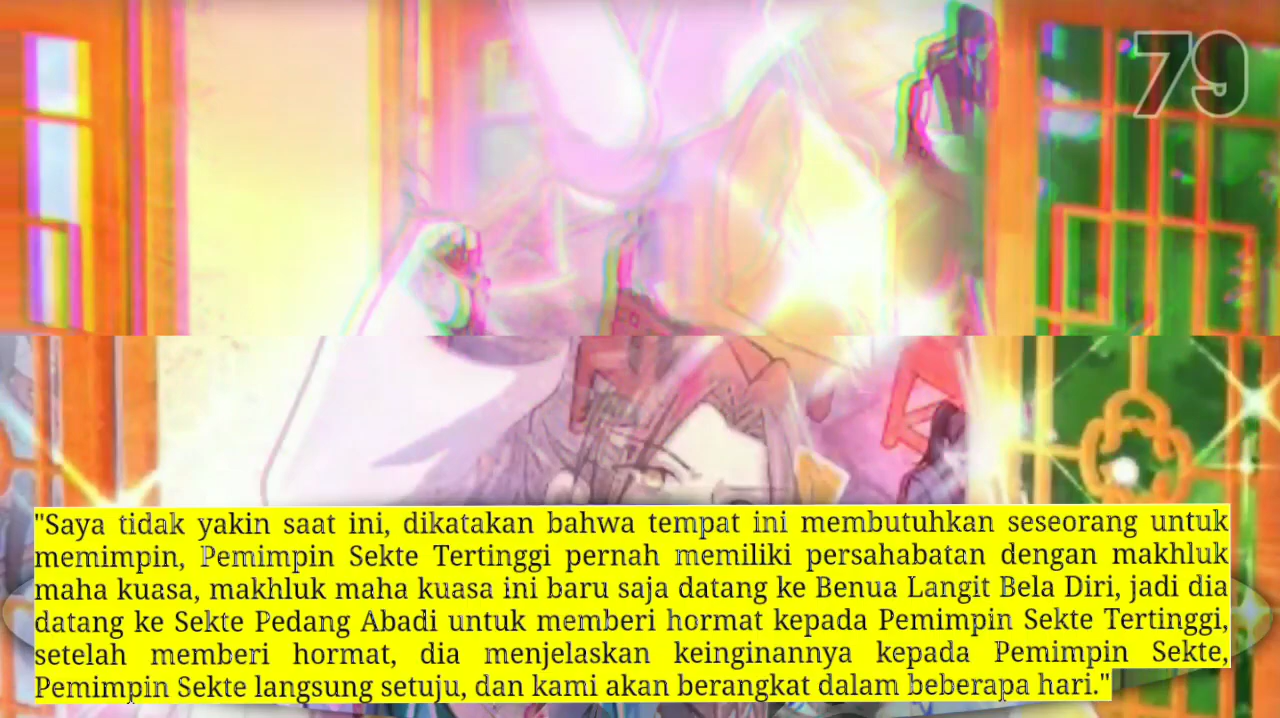 79
"Saya tidak yakin saat ini, dikatakan bahwa tempat ini membutuhkan seseorang untuk
memimpin, Pemimpin Sekte Tertinggi pernah memiliki persahabatan dengan makhluk
maha kuasa, makhluk maha kuasa ini baru saja datang ke Benua Langit Bela Diri, jadi dia
datang ke Sekte Pedang Abadi untuk memberi hormat kepada Pemimpin Sekte Tertinggi,
setelah memberi hormat, dia menjelaskan keinginannya kepada Pemimpin Sekte,
Pemimpin Sekte langsung setuju, dan kami akan berangkat dalam beberapa hari."